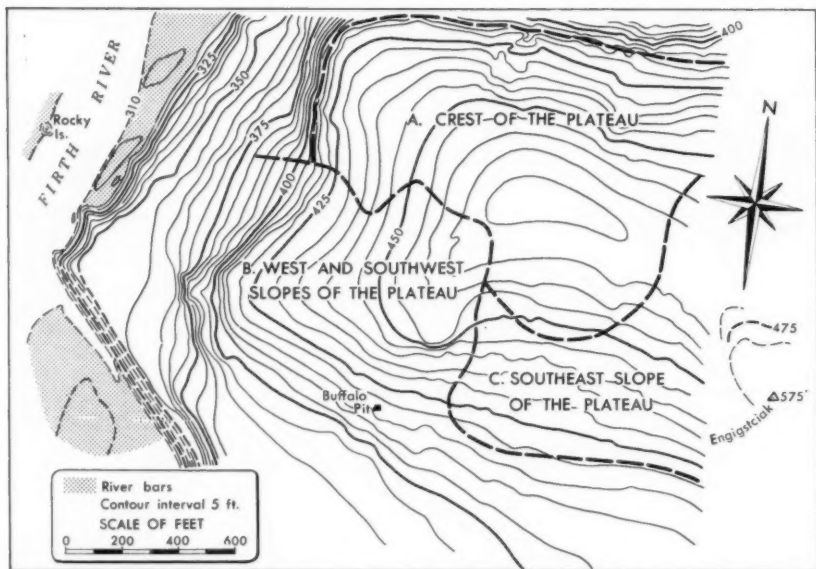 FIRTH RIVER
Rocky
Is.
310
325
350
375
400
425
450
400
A. CREST OF THE PLATEAU
N
B. WEST AND SOUTHWEST
SLOPES OF THE PLATEAU
C. SOUTHEAST SLOPE
OF THE PLATEAU
Buffalo
Pit
475
575
Engigstciak
River bars
Contour interval 5 ft.
SCALE OF FEET
0 200 400 600